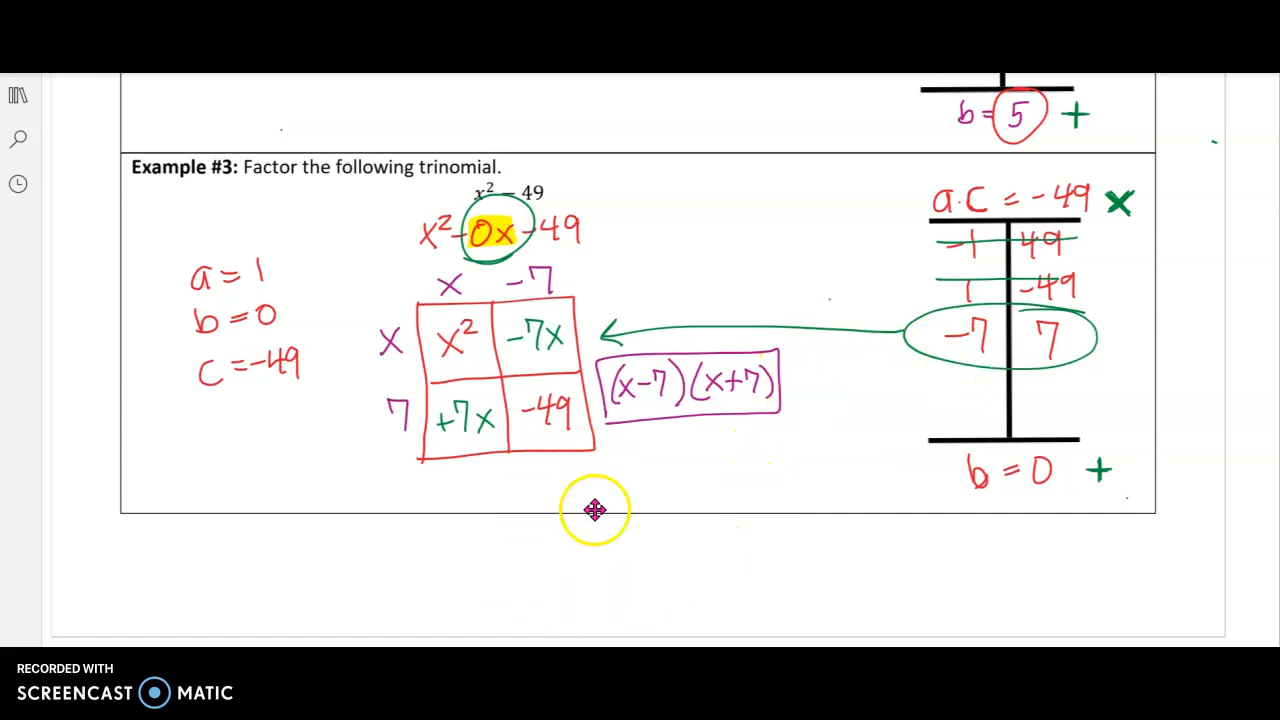 b = 5 +
Example #3: Factor the following trinomial.
x² − 49
x² - 0x - 49
a = 1
b = 0
c = -49
x -7
x x² -7x
7 +7x -49
(x-7)(x+7)
a·c = -49 ×
-1 49
1 -49
-7 7
b = 0 +
RECORDED WITH
SCREENCAST MATIC